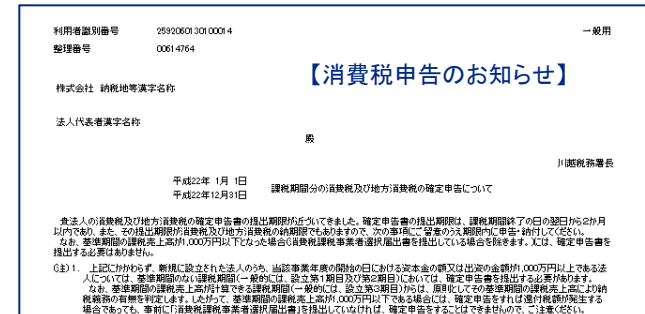 利用者識別番号 2592060130100014 一般用
整理番号 00614764
【消費税申告のお知らせ】
株式会社 納税地等漢字名称
法人代表者漢字名称
殿
川越税務署長
平成22年 1月 1日
平成22年12月31日
課税期間分の消費税及び地方消費税の確定申告について
貴法人の消費税及び地方消費税の確定申告書の提出期限が近づいてきました。確定申告書の提出期限は、課税期間終了の日の翌日から2か月
以内であり、また、その提出期限が消費税及び地方消費税の納期限でもありますので、次の事項にご留意のうえ期限内に申告・納付してください。
なお、基準期間の課税売上高が1,000万円以下となった場合(消費税課税事業者選択届出書を提出している場合を除きます。)には、確定申告書を
提出する必要はありません。
(注) 1. 上記にかかわらず、新規に設立された法人のうち、当該事業年度の開始の日における資本金の額又は出資の金額が1,000万円以上である法
人については、基準期間のない課税期間(一般的には、設立第1期目及び第2期目)においては、確定申告書を提出する必要があります。
なお、基準期間の課税売上高が計算できる課税期間(一般的には、設立第3期目)からは、原則としてその基準期間の課税売上高により納
税義務の有無を判定します。したがって、基準期間の課税売上高が1,000万円以下である場合には、確定申告をすれば還付税額が発生する
場合であっても、事前に「消費税課税事業者選択届出書」を提出していなければ、確定申告をすることはできませんので、ご注意ください。